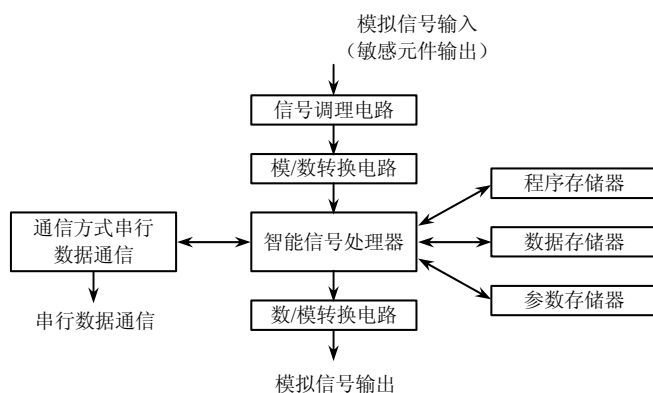 模拟信号输入
（敏感元件输出）
信号调理电路
模/数转换电路
程序存储器
通信方式串行
数据通信
智能信号处理器
数据存储器
参数存储器
串行数据通信
数/模转换电路
模拟信号输出